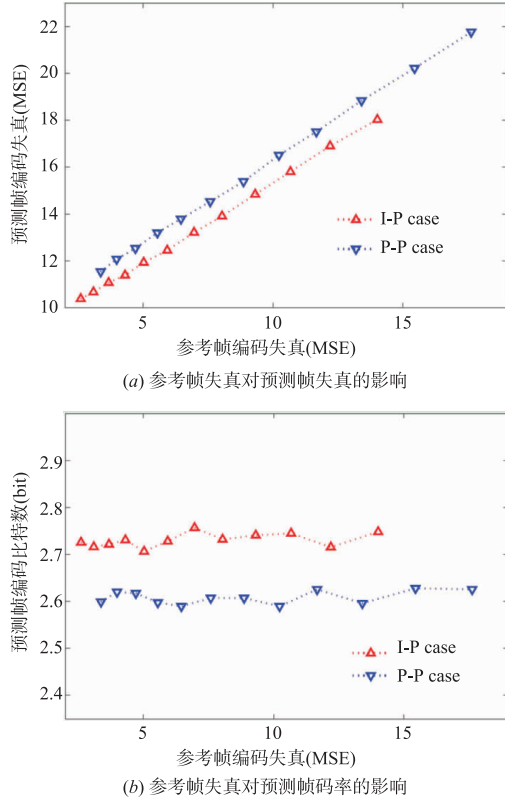 22
20
18
16
14
12
10
预测帧编码失真(MSE)
I-P case
P-P case
5
10
15
参考帧编码失真(MSE)
(a) 参考帧失真对预测帧失真的影响
2.9
2.8
2.7
2.6
2.5
2.4
预测帧编码比特数(bit)
I-P case
P-P case
5
10
15
参考帧编码失真(MSE)
(b) 参考帧失真对预测帧码率的影响